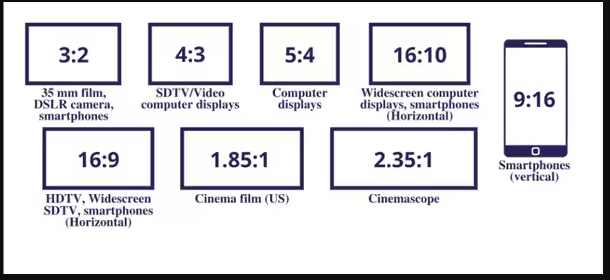 3:2
35 mm film,
DSLR camera,
smartphones
4:3
SDTV/Video
computer displays
5:4
Computer
displays
16:10
Widescreen computer
displays, smartphones
(Horizontal)
9:16
Smartphones
(vertical)
16:9
HDTV, Widescreen
SDTV, smartphones
(Horizontal)
1.85:1
Cinema film (US)
2.35:1
Cinemascope